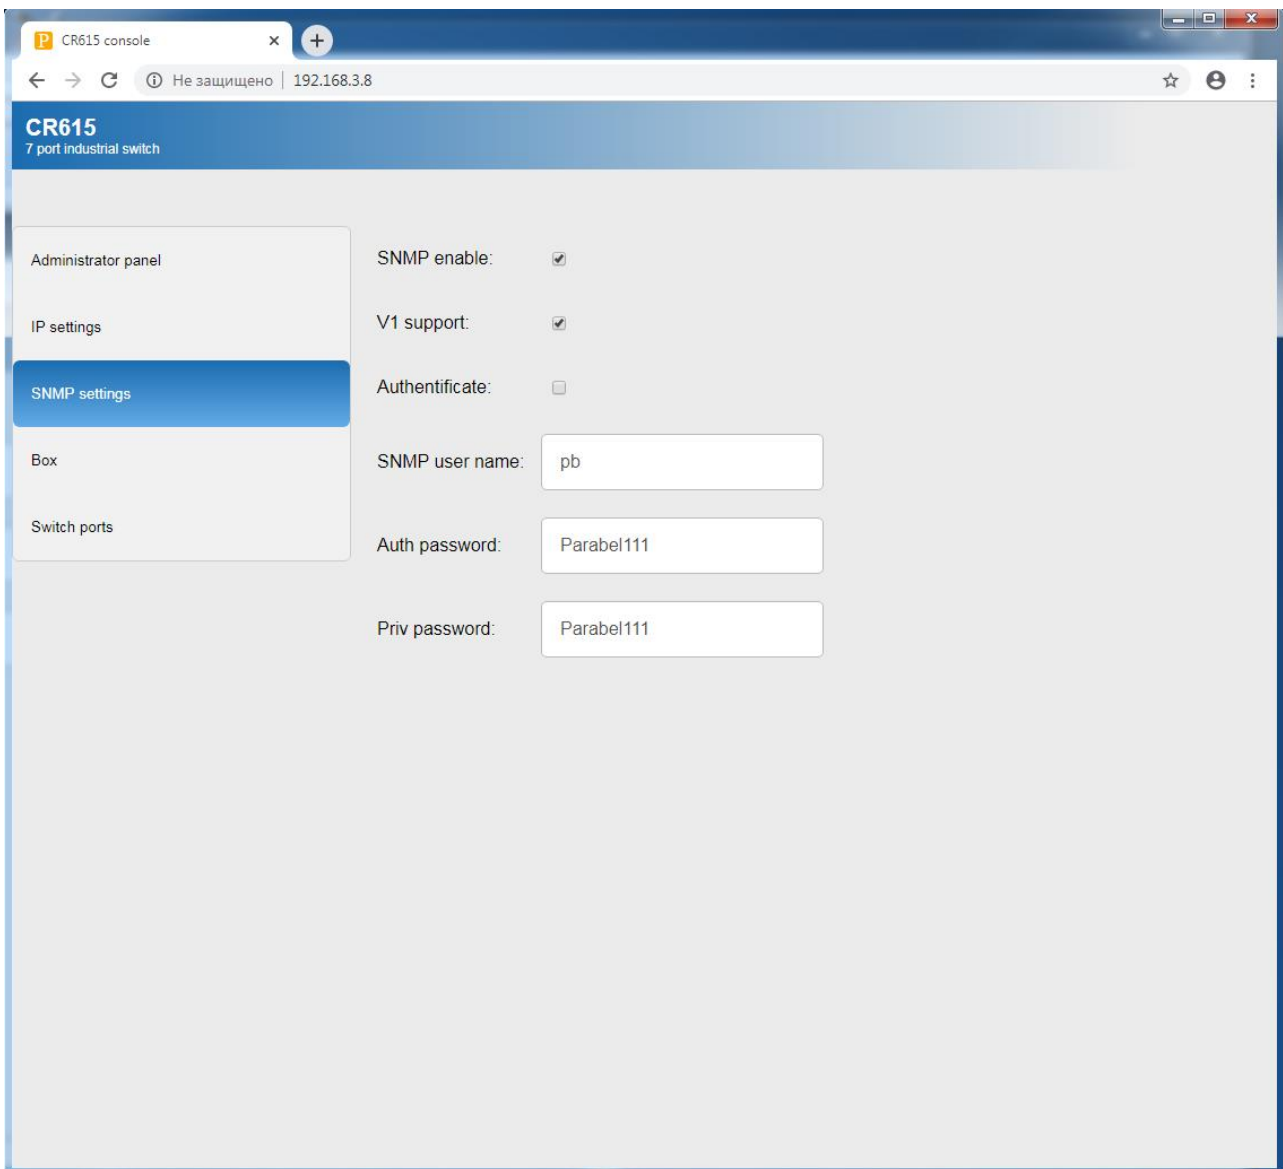 P CR615 console
Не защищено | 192.168.3.8
CR615
7 port industrial switch
Administrator panel
IP settings
SNMP settings
Box
Switch ports
SNMP enable:
V1 support:
Authentificate:
SNMP user name: pb
Auth password: Parabel111
Priv password: Parabel111